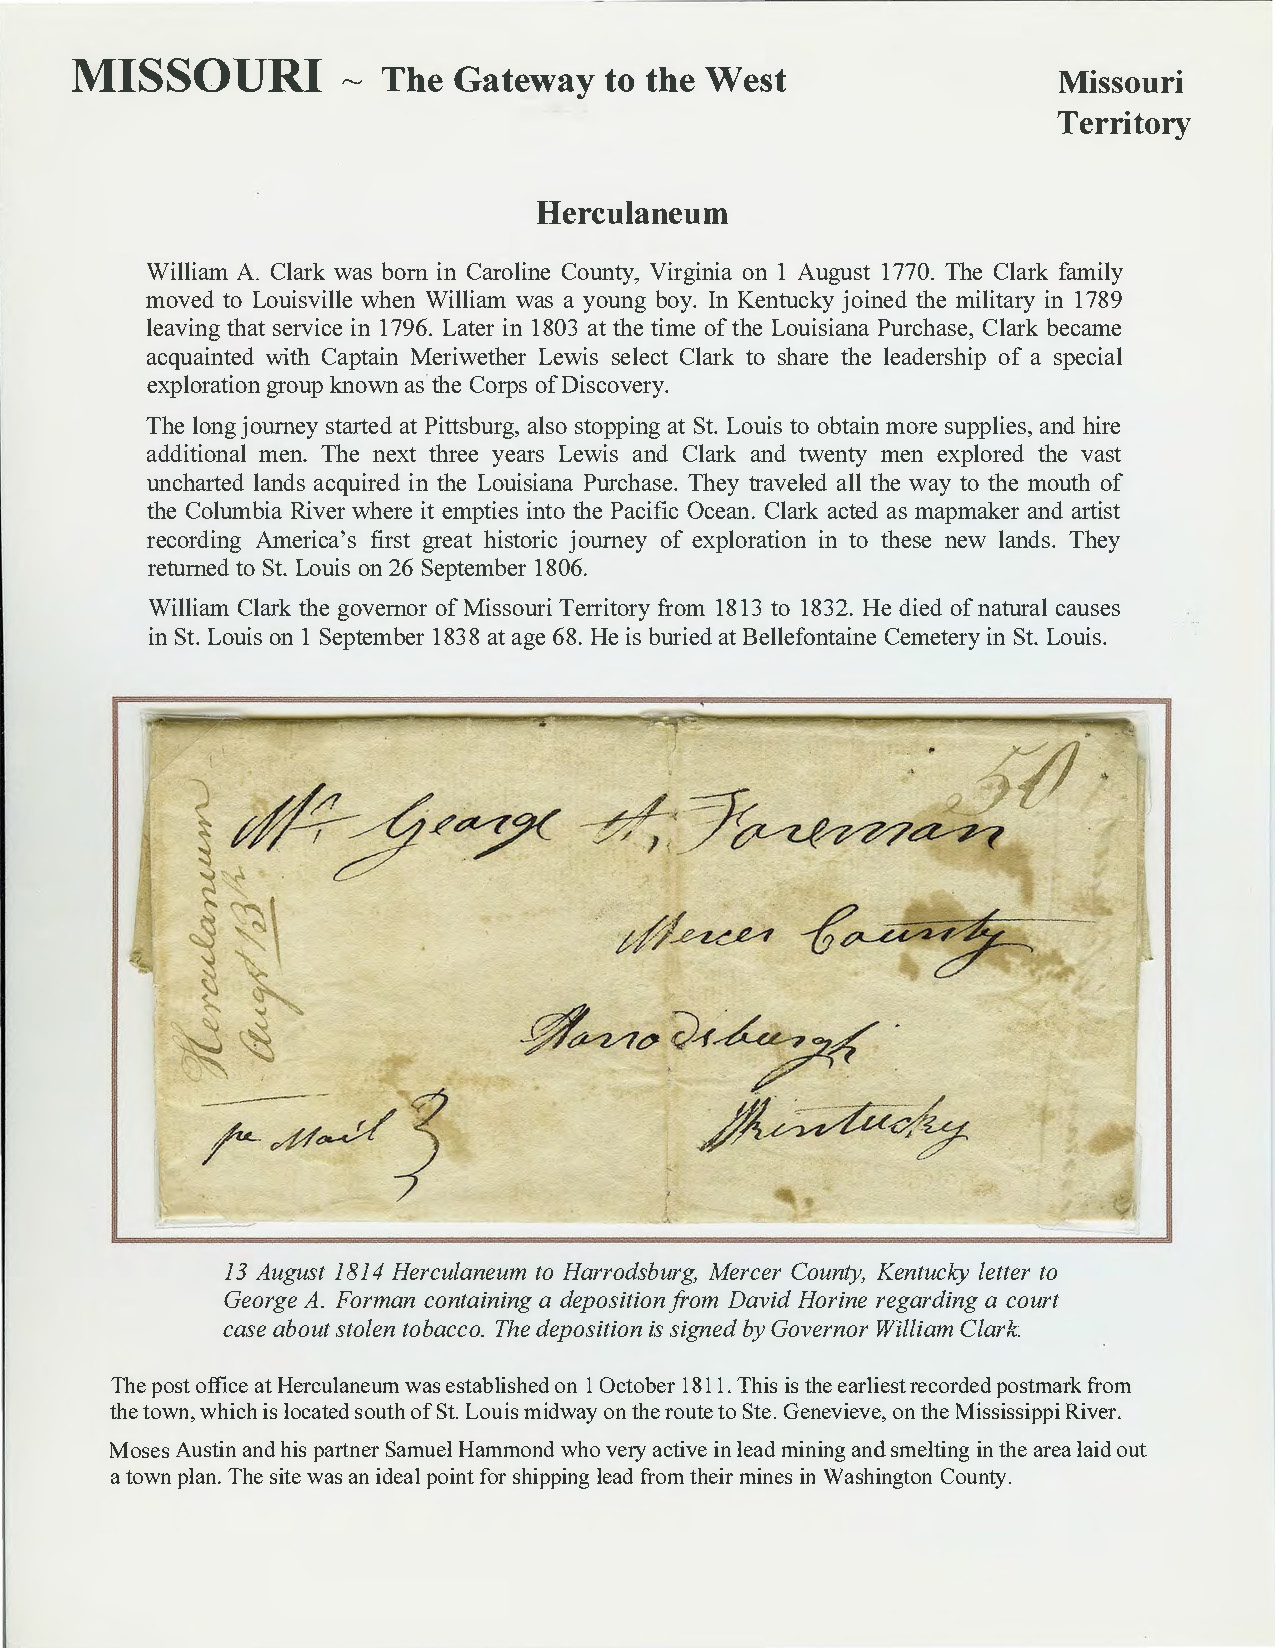 MISSOURI ~ The Gateway to the West
Missouri
Territory
Herculaneum
William A. Clark was born in Caroline County, Virginia on 1 August 1770. The Clark family
moved to Louisville when William was a young boy. In Kentucky joined the military in 1789
leaving that service in 1796. Later in 1803 at the time of the Louisiana Purchase, Clark became
acquainted with Captain Meriwether Lewis select Clark to share the leadership of a special
exploration group known as the Corps of Discovery.
The long journey started at Pittsburg, also stopping at St. Louis to obtain more supplies, and hire
additional men. The next three years Lewis and Clark and twenty men explored the vast
uncharted lands acquired in the Louisiana Purchase. They traveled all the way to the mouth of
the Columbia River where it empties into the Pacific Ocean. Clark acted as mapmaker and artist
recording America's first great historic journey of exploration in to these new lands. They
returned to St. Louis on 26 September 1806.
William Clark the governor of Missouri Territory from 1813 to 1832. He died of natural causes
in St. Louis on 1 September 1838 at age 68. He is buried at Bellefontaine Cemetery in St. Louis.
50
Herculaneum
Augt 13th
Mr. George A. Foreman
Mercer County
Harrodsburgh
Kentucky
pe Mail
13 August 1814 Herculaneum to Harrodsburg, Mercer County, Kentucky letter to
George A. Forman containing a deposition from David Horine regarding a court
case about stolen tobacco. The deposition is signed by Governor William Clark.
The post office at Herculaneum was established on 1 October 1811. This is the earliest recorded postmark from
the town, which is located south of St. Louis midway on the route to Ste. Genevieve, on the Mississippi River.
Moses Austin and his partner Samuel Hammond who very active in lead mining and smelting in the area laid out
a town plan. The site was an ideal point for shipping lead from their mines in Washington County.